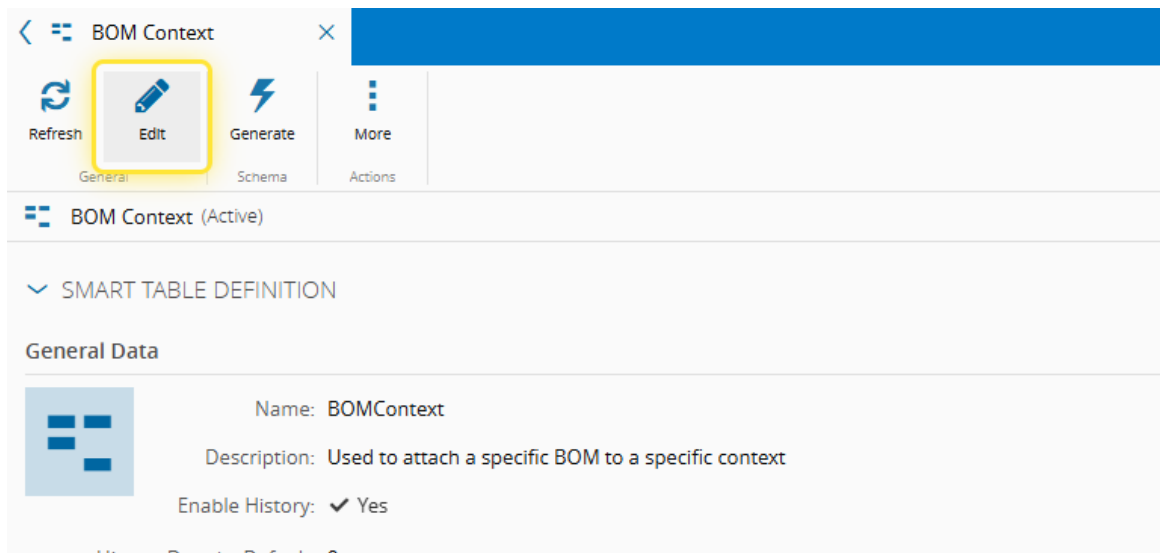 BOM Context
Refresh Edit Generate More
General Schema Actions
BOM Context (Active)
SMART TABLE DEFINITION
General Data
Name: BOMContext
Description: Used to attach a specific BOM to a specific context
Enable History: Yes